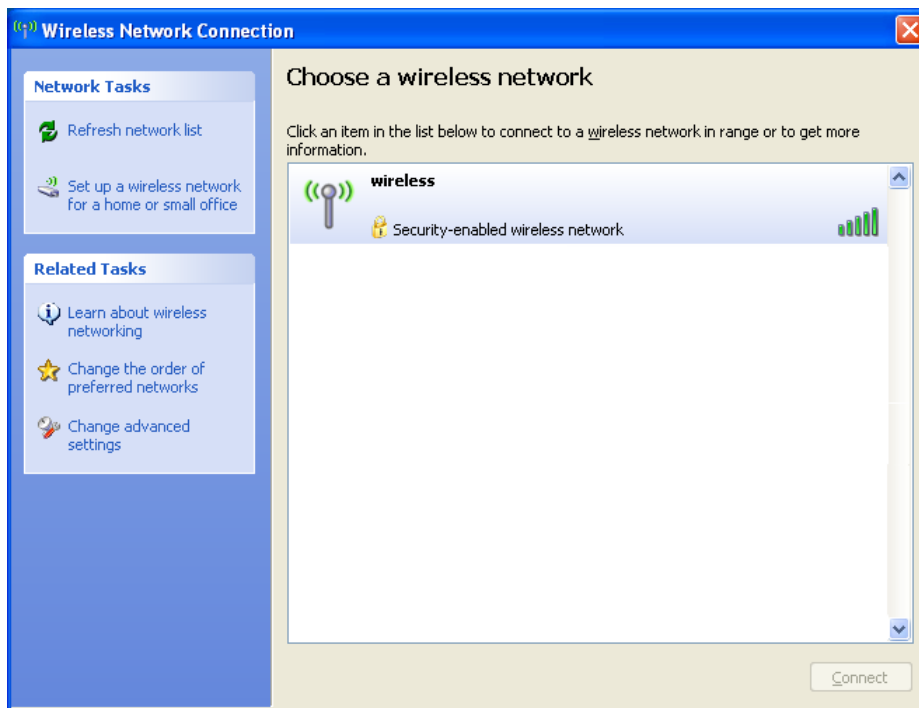 Wireless Network Connection
Network Tasks
Refresh network list
Set up a wireless network
for a home or small office
Related Tasks
Learn about wireless
networking
Change the order of
preferred networks
Change advanced
settings
Choose a wireless network
Click an item in the list below to connect to a wireless network in range or to get more
information.
wireless
Security-enabled wireless network
Connect